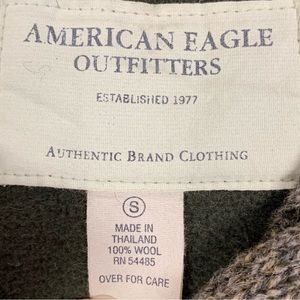 AMERICAN EAGLE
OUTFITTERS
ESTABLISHED 1977
AUTHENTIC BRAND CLOTHING
S
MADE IN
THAILAND
100% WOOL
RN 54485
OVER FOR CARE